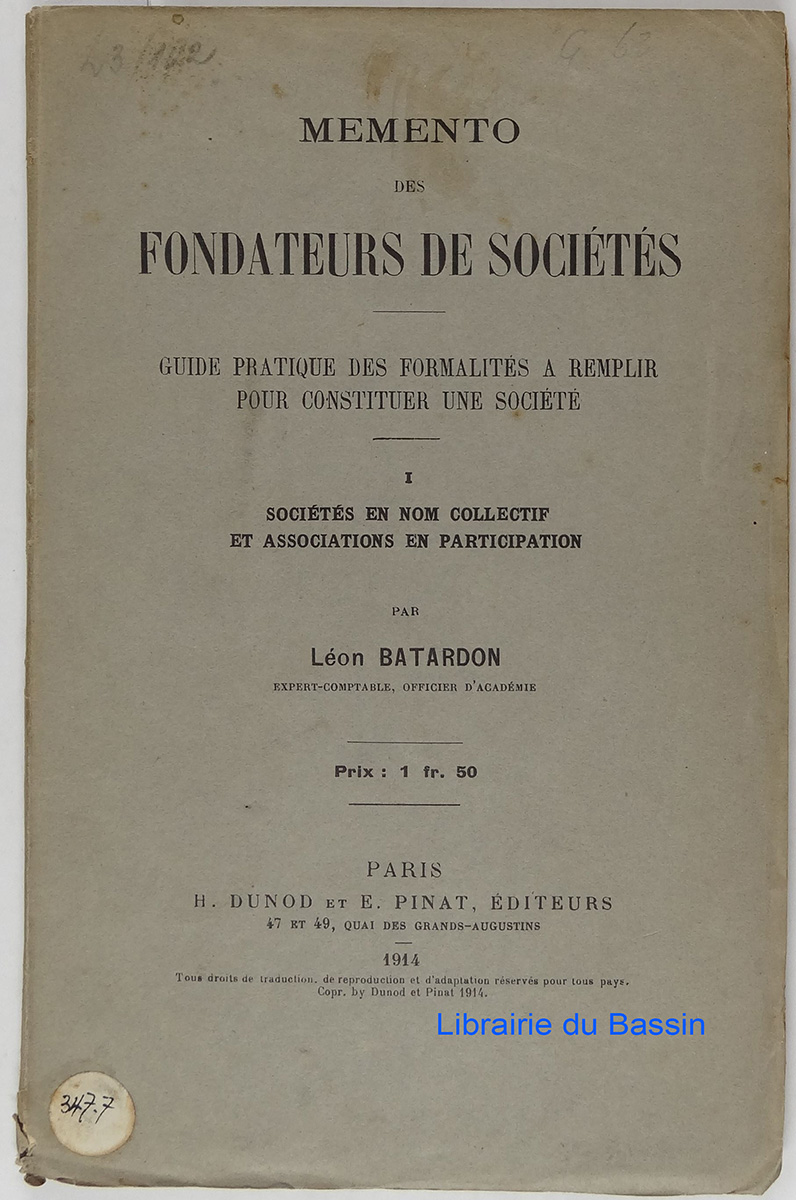 MEMENTO
DES
FONDATEURS DE SOCIÉTÉS
GUIDE PRATIQUE DES FORMALITÉS A REMPLIR
POUR CONSTITUER UNE SOCIÉTÉ
I
SOCIÉTÉS EN NOM COLLECTIF
ET ASSOCIATIONS EN PARTICIPATION
PAR
Léon BATARDON
EXPERT-COMPTABLE, OFFICIER D'ACADÉMIE
Prix : 1 fr. 50
PARIS
H. DUNOD ET E. PINAT, ÉDITEURS
47 ET 49, QUAI DES GRANDS-AUGUSTINS
1914
Tous droits de traduction, de reproduction et d'adaptation réservés pour tous pays.
Copr. by Dunod et Pinat 1914.
Librairie du Bassin
347.7